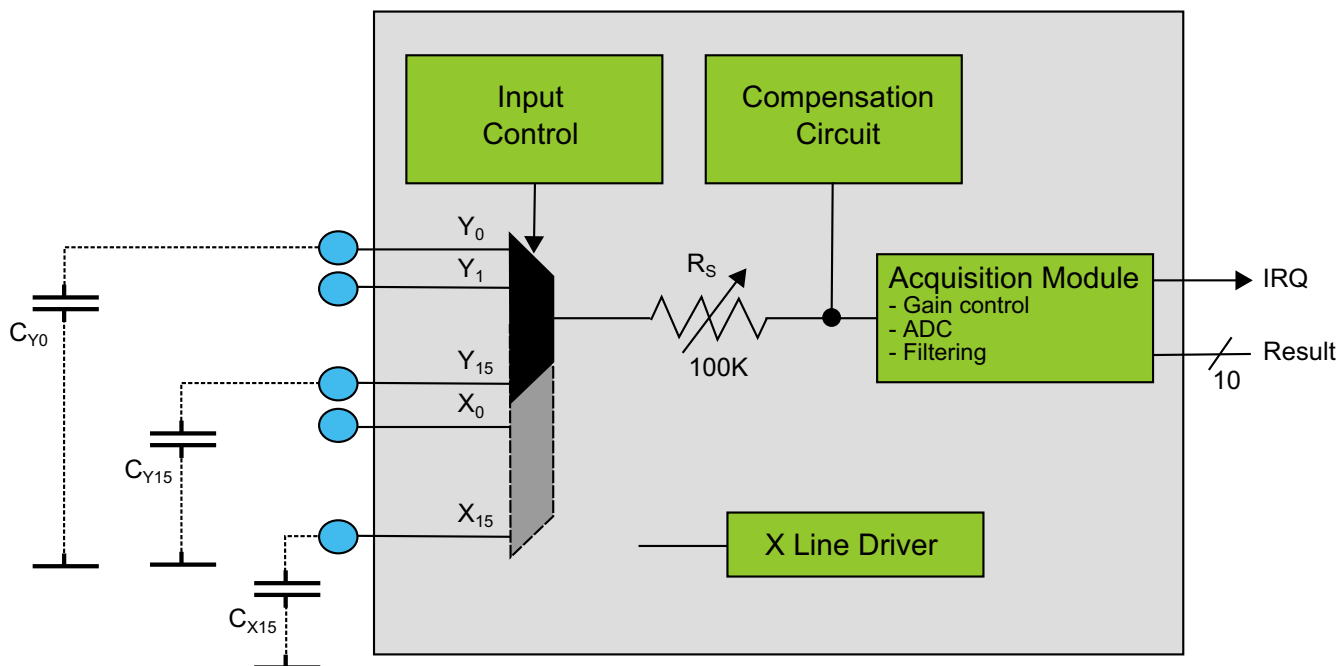 Input
Control
Compensation
Circuit
Y0
Y1
RS
100K
Acquisition Module
- Gain control
- ADC
- Filtering
IRQ
Result
10
CY0
Y15
X0
CY15
X15
X Line Driver
CX15